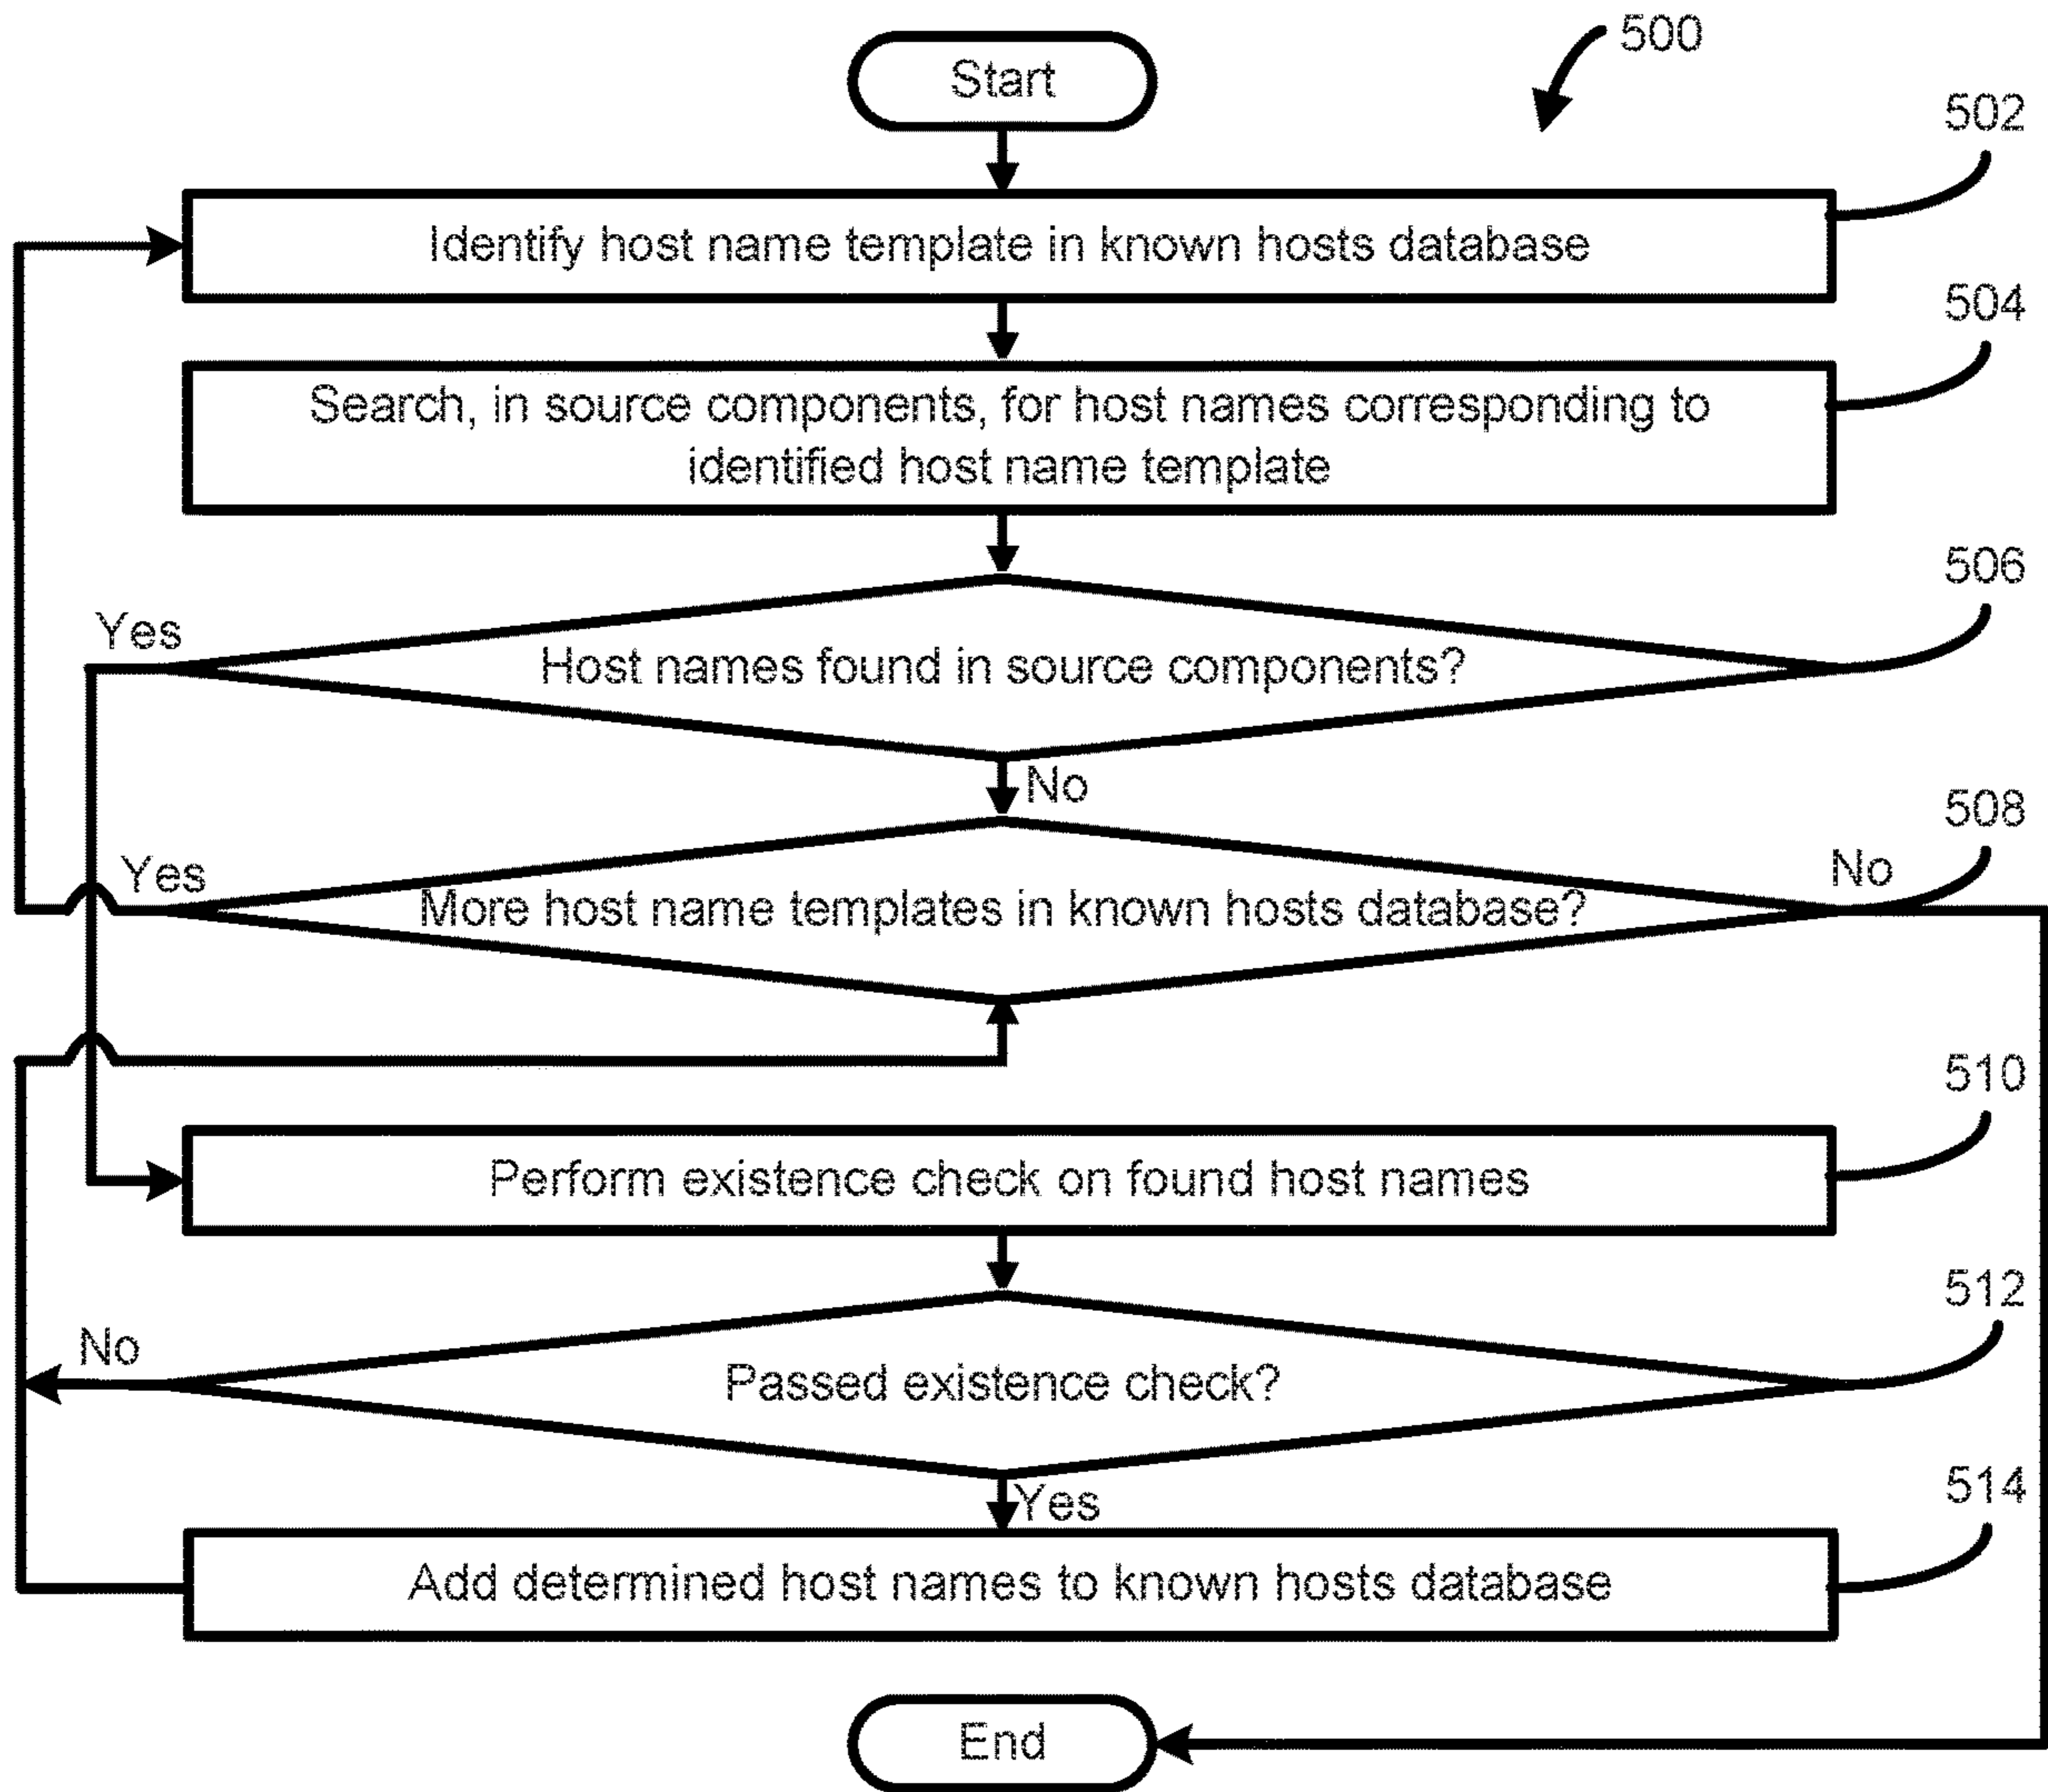 Start
500
502
Identify host name template in known hosts database
504
Search, in source components, for host names corresponding to
identified host name template
506
Yes
Host names found in source components?
No
508
Yes
No
More host name templates in known hosts database?
510
Perform existence check on found host names
512
No
Passed existence check?
Yes
514
Add determined host names to known hosts database
End